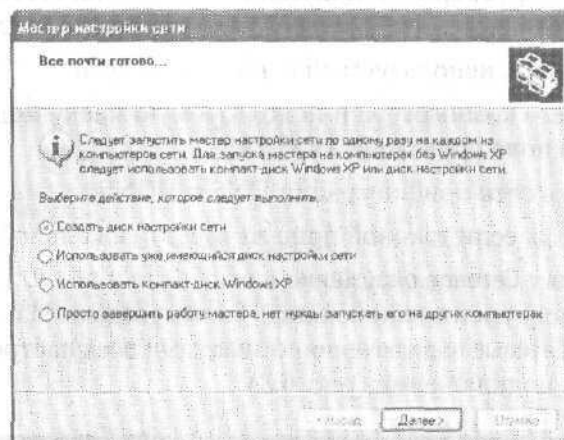 Мастер настройки сети
Все почти готово...
Следует запустить мастер настройки сети по одному разу на каждом из
компьютеров сети. Для запуска мастера на компьютерах без Windows XP
следует использовать компакт-диск Windows XP или диск настройки сети.
Выберите действие, которое следует выполнить:
Создать диск настройки сети
Использовать уже имеющийся диск настройки сети
Использовать компакт-диск Windows XP
Просто завершить работу мастера, нет нужды запускать его на других компьютерах
< Назад
Далее >
Отмена